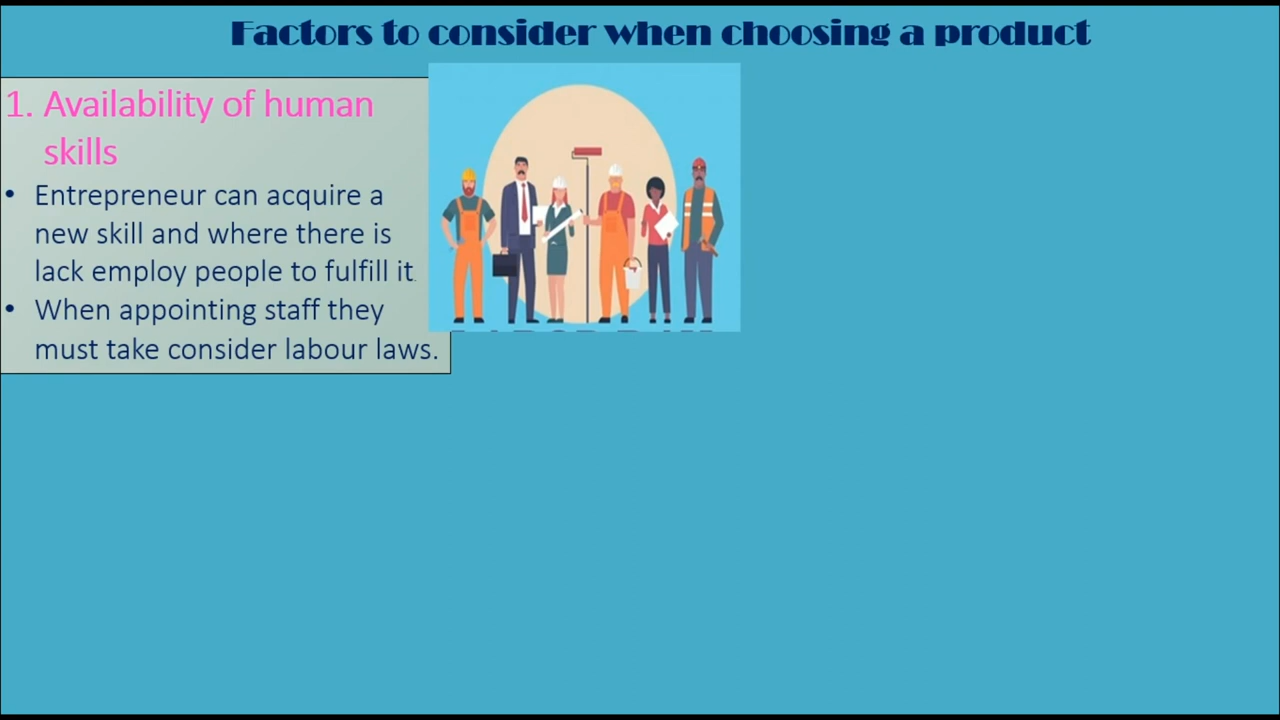 Factors to consider when choosing a product
1. Availability of human
skills
• Entrepreneur can acquire a
new skill and where there is
lack employ people to fulfill it.
• When appointing staff they
must take consider labour laws.